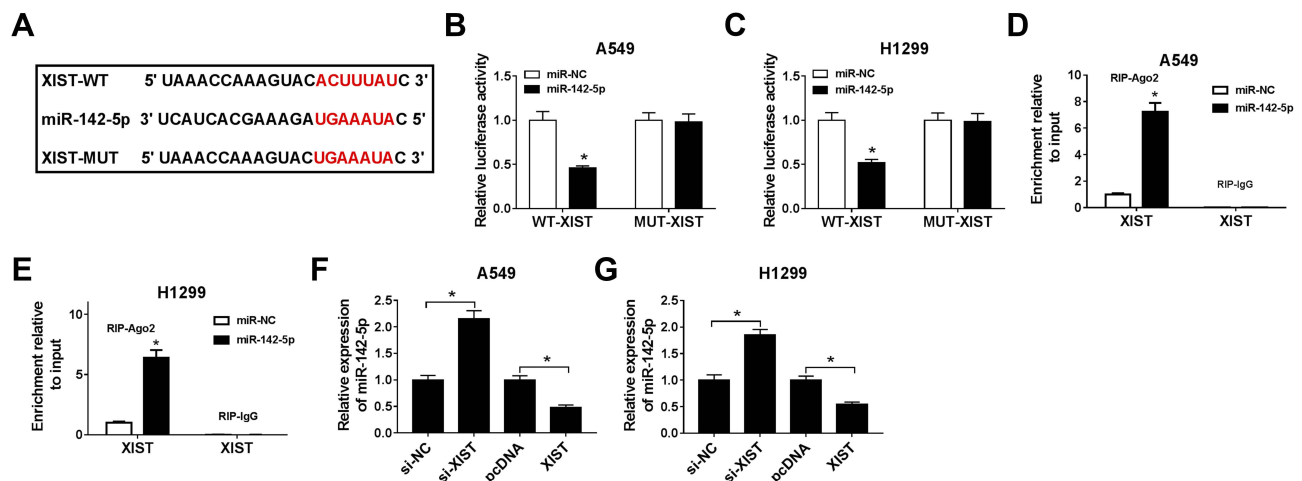 A
XIST-WT 5' UAAACCAAAGUACACUUUAUC 3'
miR-142-5p 3' UCAUCACGAAAGAUGAAAUAC 5'
XIST-MUT 5' UAAACCAAAGUACUGAAAUAC 3'
B
A549
Relative luciferase activity
miR-NC
miR-142-5p
1.5
1.0
0.5
0.0
*
WT-XIST MUT-XIST
C
H1299
Relative luciferase activity
miR-NC
miR-142-5p
1.5
1.0
0.5
0.0
*
WT-XIST MUT-XIST
D
A549
Enrichment relative
to input
10
8
6
4
2
0
RIP-Ago2
*
miR-NC
miR-142-5p
RIP-IgG
XIST XIST
E
H1299
Enrichment relative
to input
10
5
0
RIP-Ago2
*
miR-NC
miR-142-5p
RIP-IgG
XIST XIST
F
A549
Relative expression
of miR-142-5p
2.5
2.0
1.5
1.0
0.5
0.0
*
*
si-NC si-XIST pcDNA XIST
G
H1299
Relative expression
of miR-142-5p
2.5
2.0
1.5
1.0
0.5
0.0
*
*
si-NC si-XIST pcDNA XIST